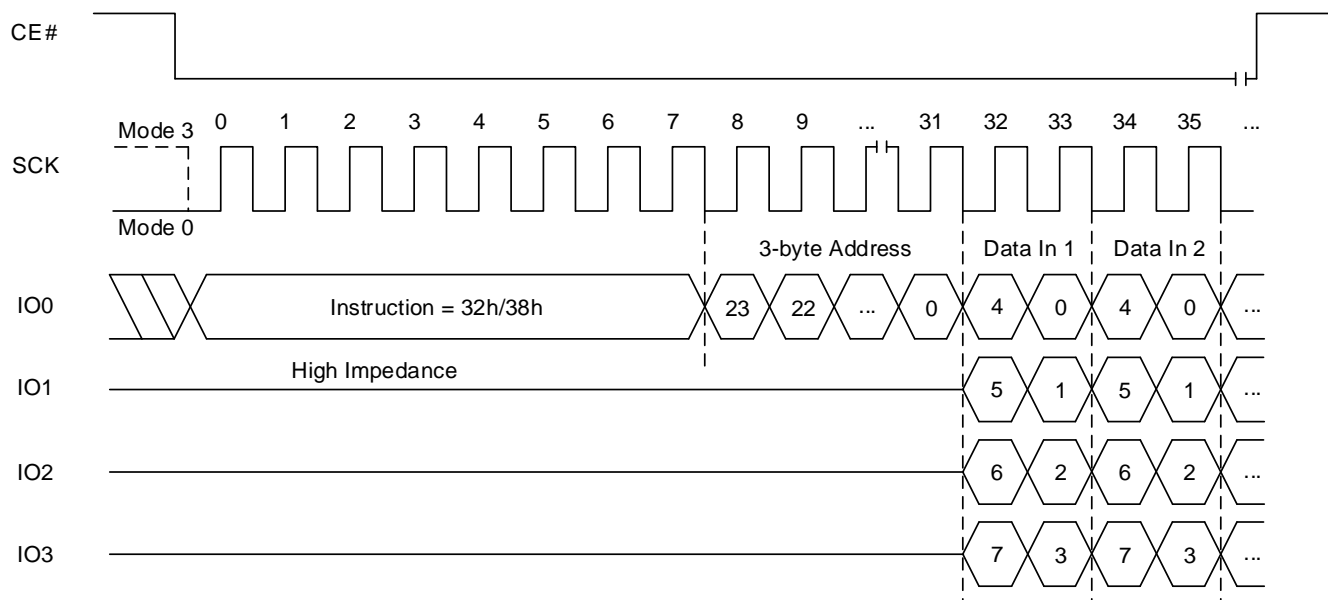 CE#
Mode 3 0 1 2 3 4 5 6 7 8 9 ... 31 32 33 34 35 ...
SCK
Mode 0
3-byte Address Data In 1 Data In 2
IO0 Instruction = 32h/38h 23 22 ... 0 4 0 4 0 ...
High Impedance
IO1 5 1 5 1 ...
IO2 6 2 6 2 ...
IO3 7 3 7 3 ...